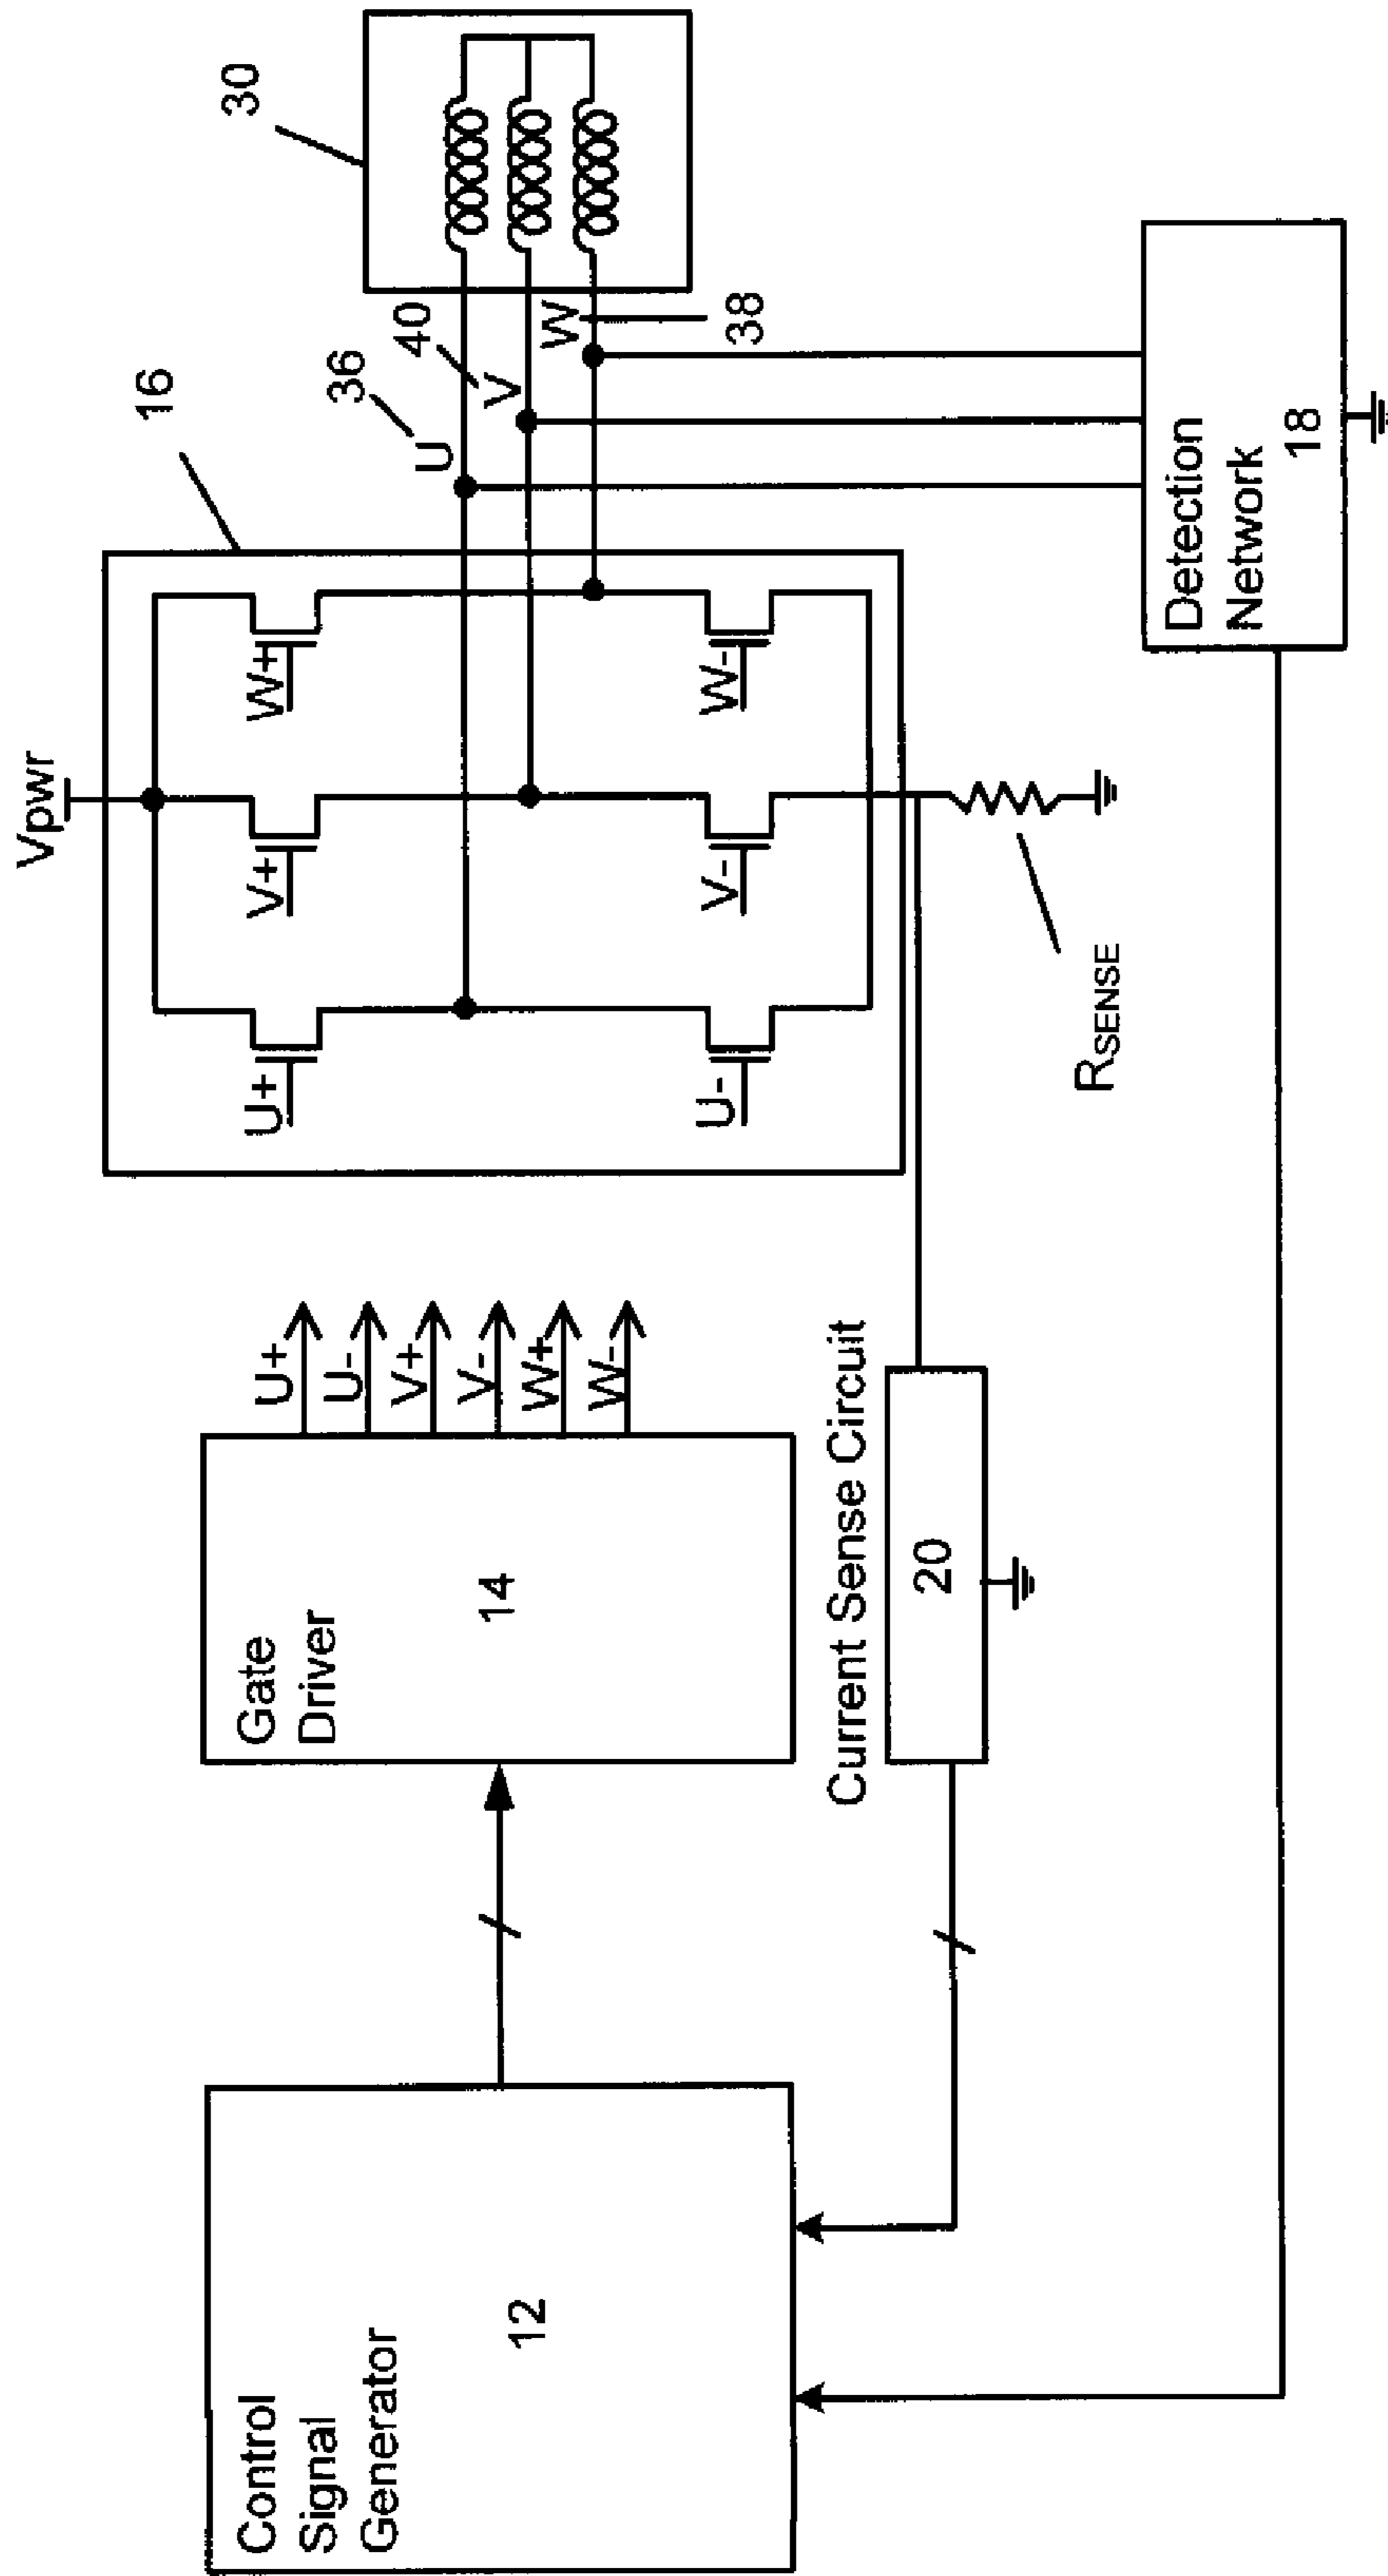 Control
Signal
Generator
12
Gate
Driver
14
U+
U-
V+
V-
W+
W-
Current Sense Circuit
20
Vpwr
16
U+
V+
W+
U-
V-
W-
RSENSE
U
36
V
40
W
38
30
Detection
Network
18